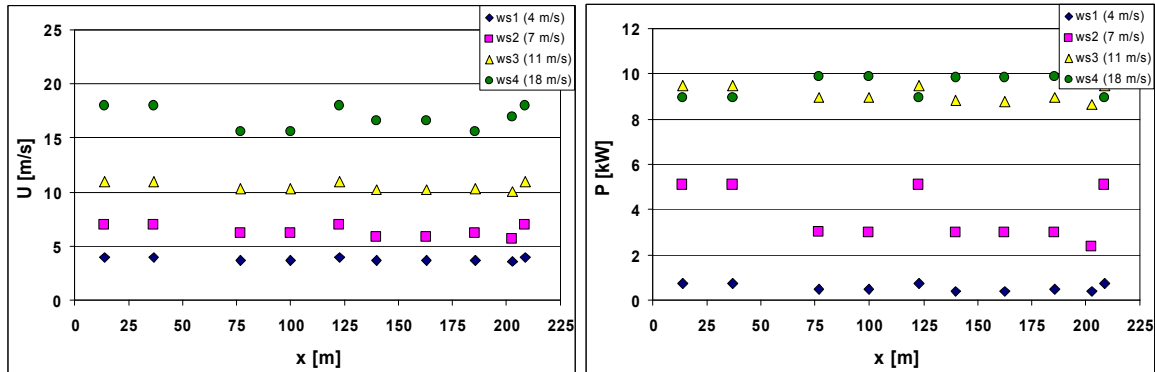 25
20
15
10
5
0
U [m/s]
0 25 50 75 100 125 150 175 200 225
x [m]
ws1 (4 m/s)
ws2 (7 m/s)
ws3 (11 m/s)
ws4 (18 m/s)
12
10
8
6
4
2
0
P [kW]
0 25 50 75 100 125 150 175 200 225
x [m]
ws1 (4 m/s)
ws2 (7 m/s)
ws3 (11 m/s)
ws4 (18 m/s)